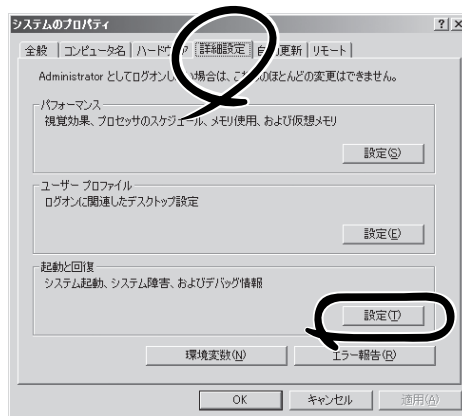 システムのプロパティ
全般 コンピュータ名 ハードウェア 詳細設定 自動更新 リモート
Administrator としてログオンしない場合は、これらのほとんどの変更はできません。
パフォーマンス
視覚効果、プロセッサのスケジュール、メモリ使用、および仮想メモリ
設定(S)
ユーザー プロファイル
ログオンに関連したデスクトップ設定
設定(E)
起動と回復
システム起動、システム障害、およびデバッグ情報
設定(T)
環境変数(N) エラー報告(R)
OK キャンセル 適用(A)